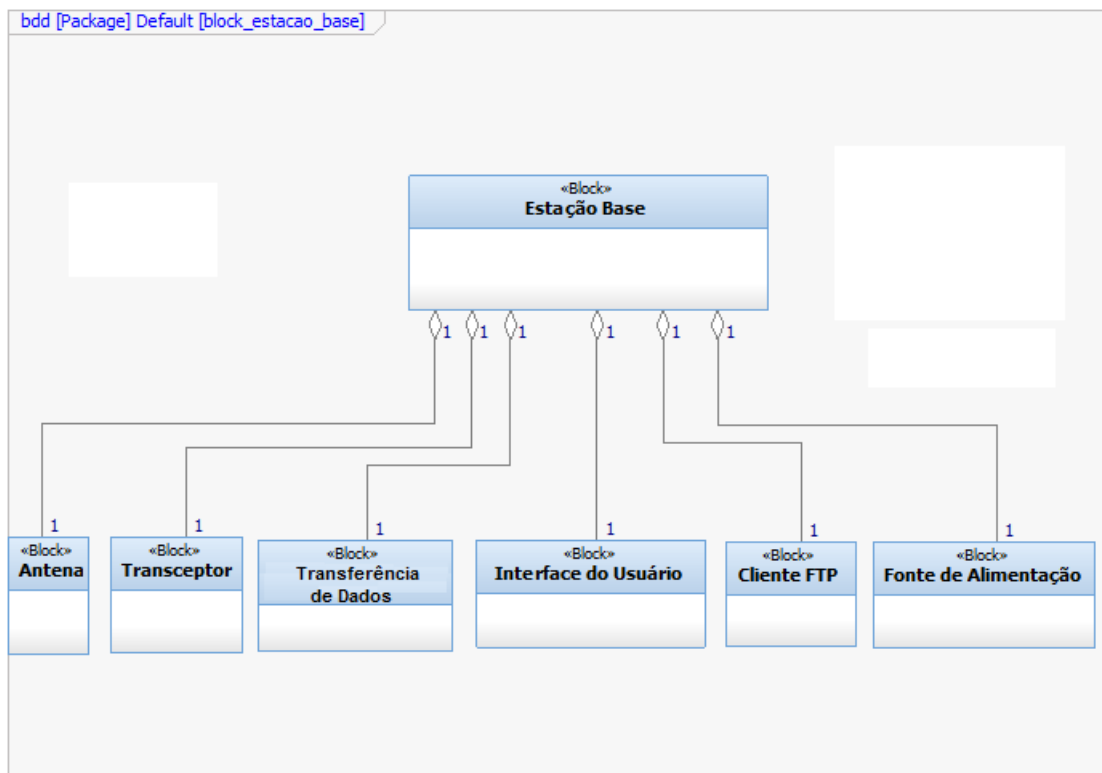 bdd [Package] Default [block_estacao_base]
«Block»
Estação Base
1 1 1 1 1 1
1 1 1 1 1 1
«Block»
Antena
«Block»
Transceptor
«Block»
Transferência
de Dados
«Block»
Interface do Usuário
«Block»
Cliente FTP
«Block»
Fonte de Alimentação